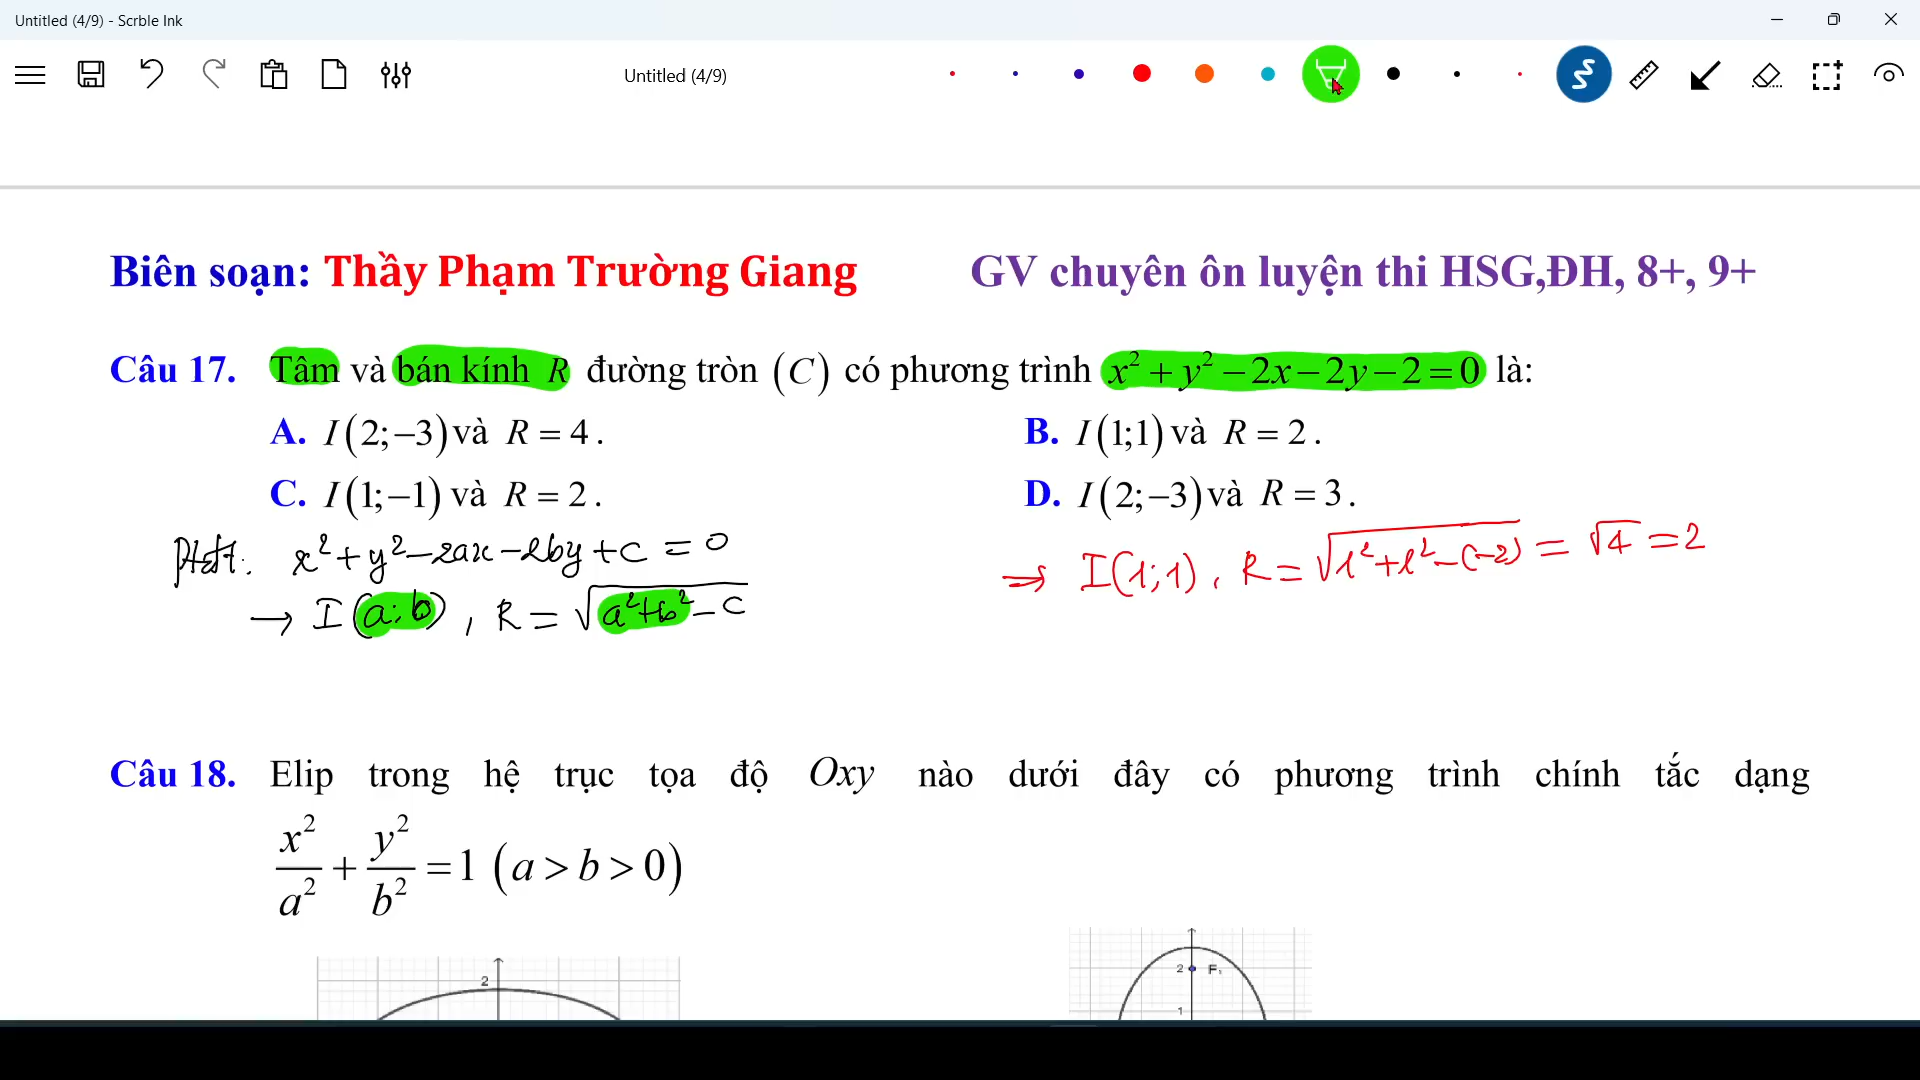 Untitled (4/9) - Scrble Ink
Untitled (4/9)
Biên soạn: Thầy Phạm Trường Giang GV chuyên ôn luyện thi HSG,ĐH, 8+, 9+
Câu 17. Tâm và bán kính R đường tròn (C) có phương trình x² + y² − 2x − 2y − 2 = 0 là:
A. I(2;−3) và R = 4. B. I(1;1) và R = 2.
C. I(1;−1) và R = 2. D. I(2;−3) và R = 3.
x² + y² − 2ax − 2by + c = 0
→ I(a;b), R = √(a² + b² − c)
⇒ I(1;1), R = √(1² + 1² − (−2)) = √4 = 2
Câu 18. Elip trong hệ trục tọa độ Oxy nào dưới đây có phương trình chính tắc dạng
x²/a² + y²/b² = 1 (a > b > 0)
2
2 F
1